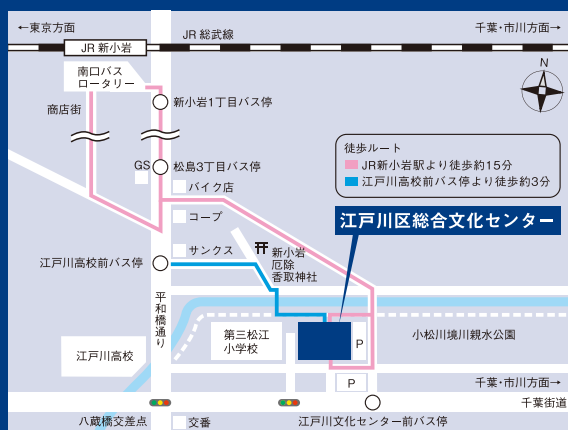 ←東京方面
千葉・市川方面→
JR 新小岩
JR 総武線
南口バス
ロータリー
N
商店街
新小岩1丁目バス停
徒歩ルート
JR新小岩駅より徒歩約15分
江戸川高校前バス停より徒歩約3分
GS
松島3丁目バス停
バイク店
コープ
江戸川区総合文化センター
サンクス
新小岩
厄除
香取神社
江戸川高校前バス停
平和橋通り
第三松江
小学校
P
小松川境川親水公園
江戸川高校
P
千葉・市川方面→
千葉街道
八蔵橋交差点
交番
江戸川文化センター前バス停